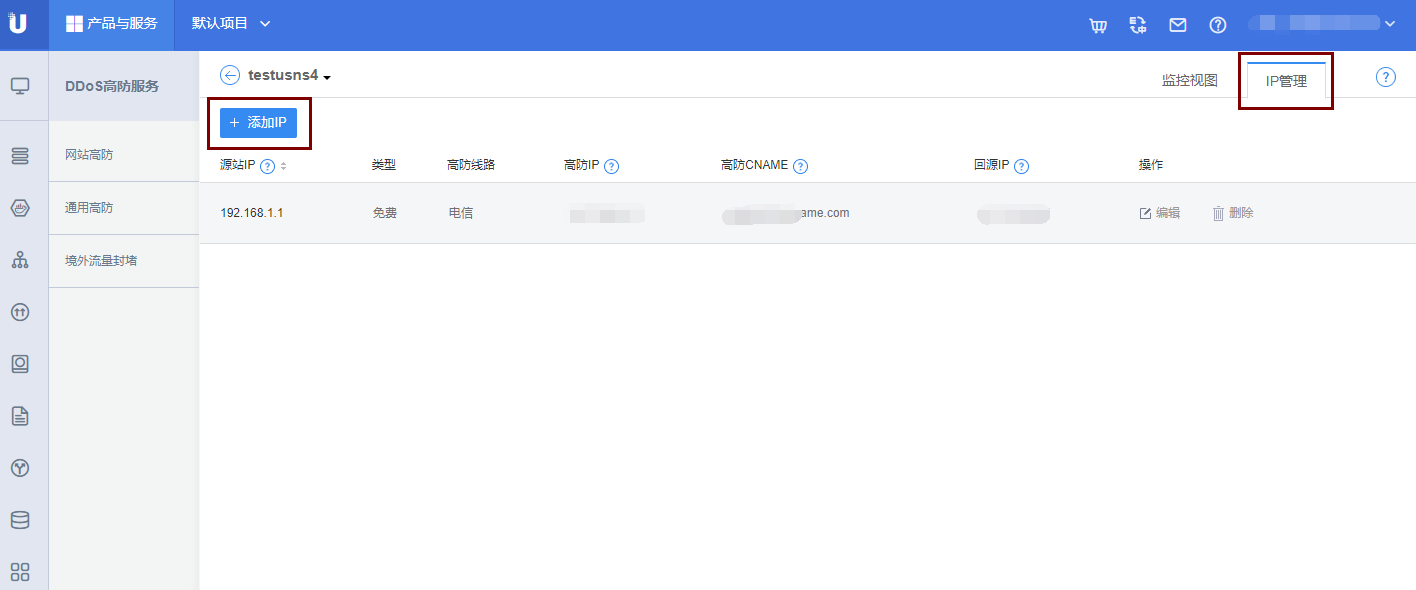 U 产品与服务 默认项目
DDoS高防服务
网站高防
通用高防
境外流量封堵
testusns4
监控视图 IP管理 ?
+ 添加IP
源站IP ? 类型 高防线路 高防IP ? 高防CNAME ? 回源IP ? 操作
192.168.1.1 免费 电信 ame.com 编辑 删除